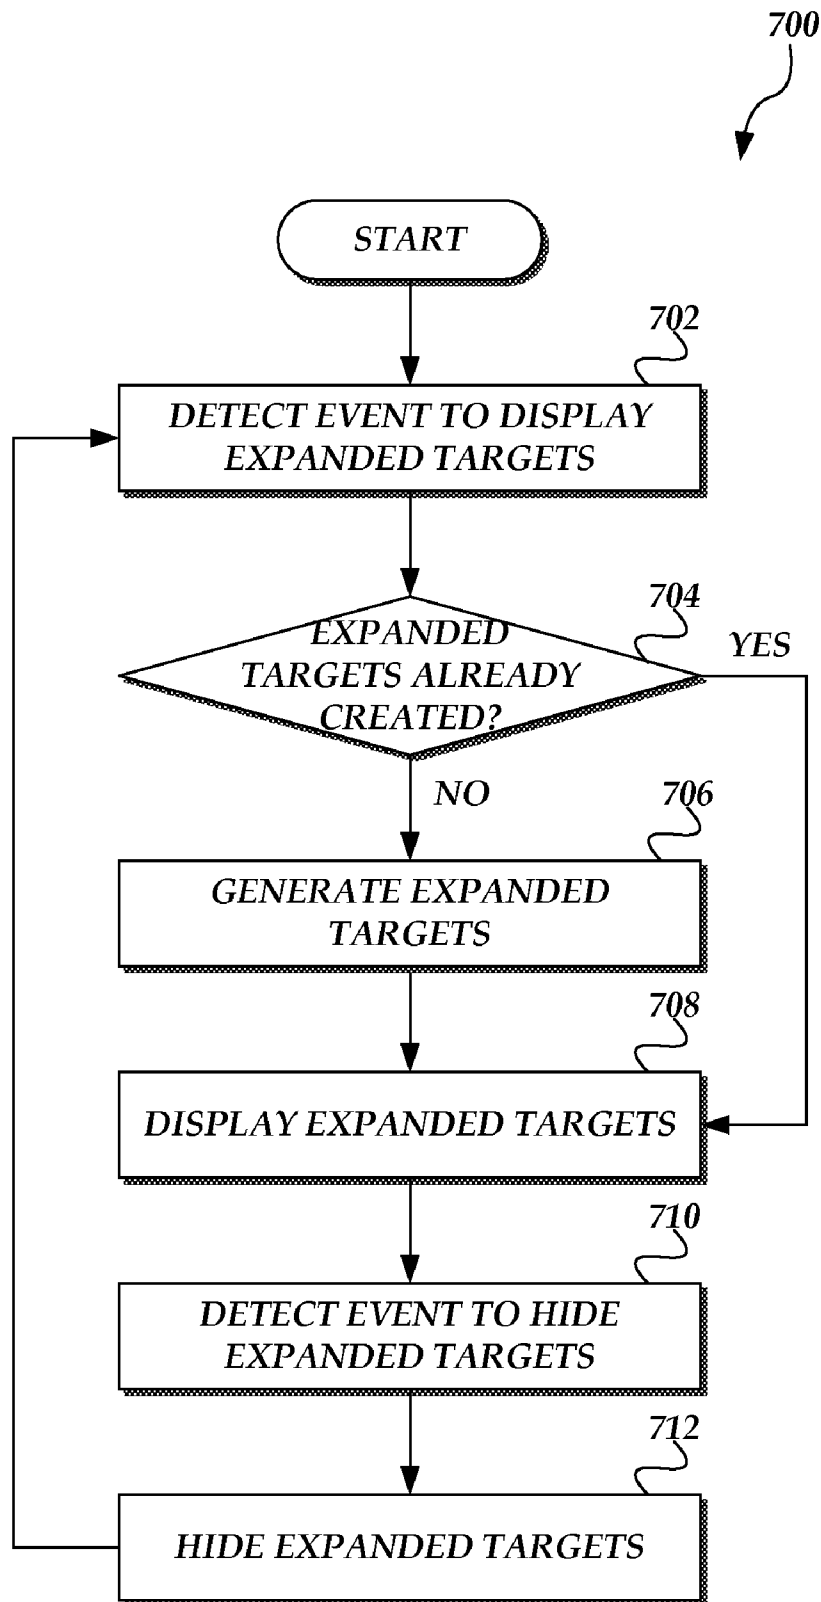 700
START
702
DETECT EVENT TO DISPLAY
EXPANDED TARGETS
704
EXPANDED
TARGETS ALREADY
CREATED?
YES
NO
706
GENERATE EXPANDED
TARGETS
708
DISPLAY EXPANDED TARGETS
710
DETECT EVENT TO HIDE
EXPANDED TARGETS
712
HIDE EXPANDED TARGETS